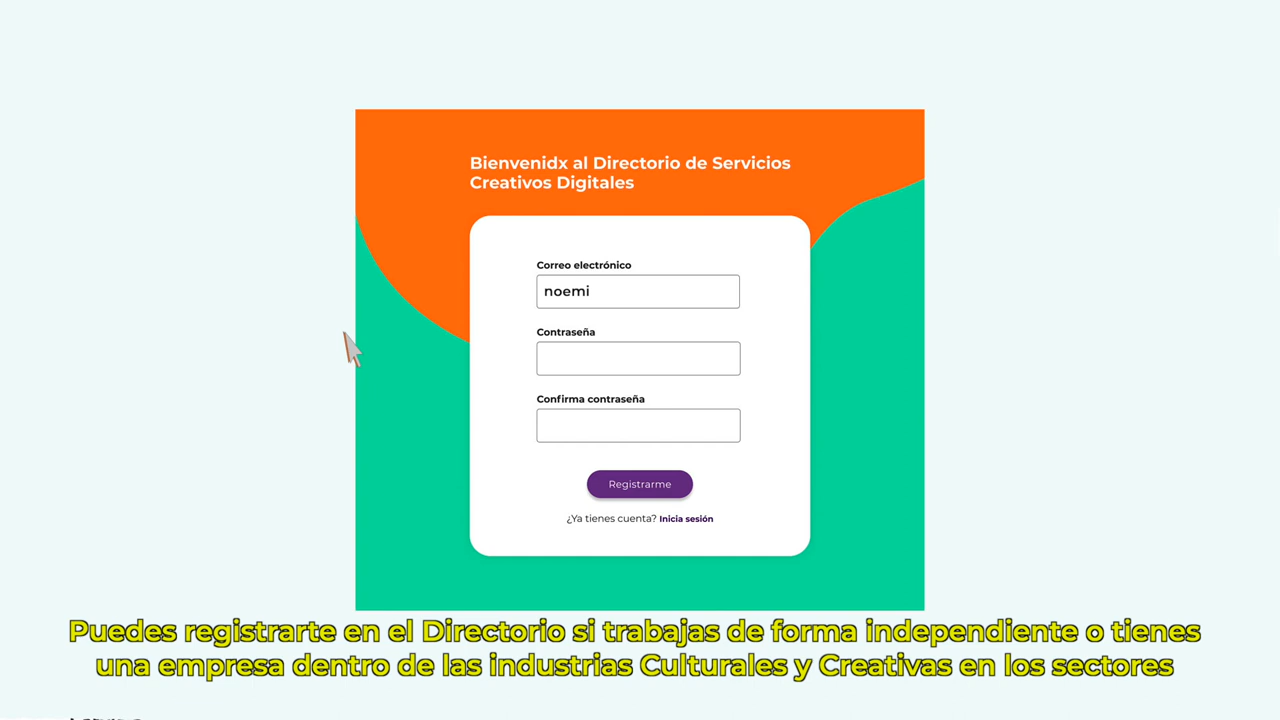 Bienvenidx al Directorio de Servicios
Creativos Digitales
Correo electrónico
noemi
Contraseña
Confirma contraseña
Registrarme
¿Ya tienes cuenta? Inicia sesión
Puedes registrarte en el Directorio si trabajas de forma independiente o tienes
una empresa dentro de las industrias Culturales y Creativas en los sectores